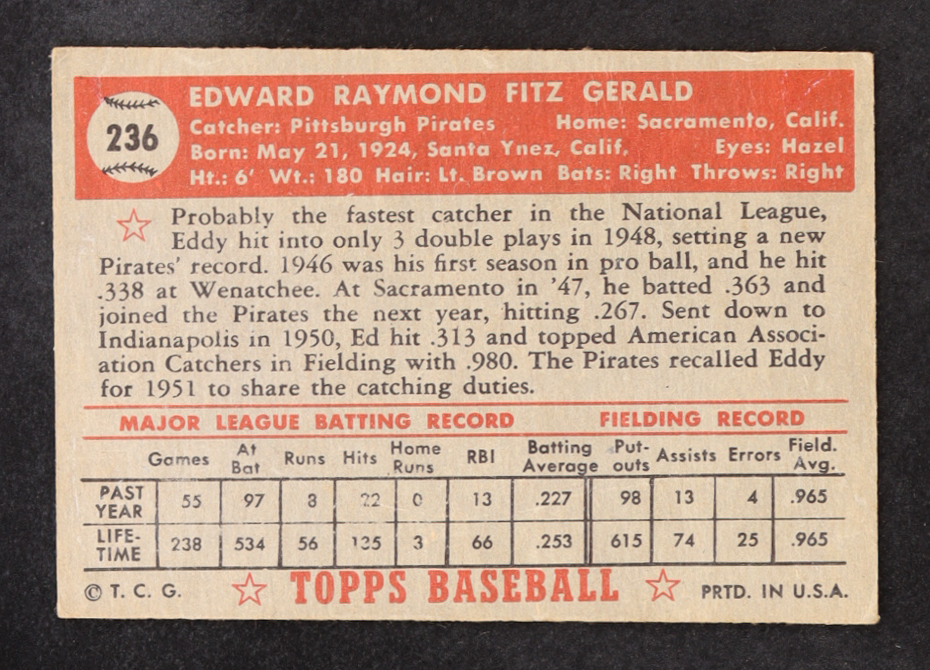 236
EDWARD RAYMOND FITZ GERALD
Catcher: Pittsburgh Pirates Home: Sacramento, Calif.
Born: May 21, 1924, Santa Ynez, Calif, Eyes: Hazel
Ht.: 6' Wt.: 180 Hair: Lt. Brown Bats: Right Throws: Right
Probably the fastest catcher in the National League,
Eddy hit into only 3 double plays in 1948, setting a new
Pirates' record. 1946 was his first season in pro ball, and he hit
.338 at Wenatchee. At Sacramento in '47, he batted .363 and
joined the Pirates the next year, hitting .267. Sent down to
Indianapolis in 1950, Ed hit .313 and topped American Associ-
ation Catchers in Fielding with .980. The Pirates recalled Eddy
for 1951 to share the catching duties.
MAJOR LEAGUE BATTING RECORD FIELDING RECORD
Games At Bat Runs Hits Home Runs RBI Batting Average Put-outs Assists Errors Field. Avg.
PAST YEAR 55 97 8 22 0 13 .227 98 13 4 .965
LIFE-TIME 238 534 56 135 3 66 .253 615 74 25 .965
© T. C. G. TOPPS BASEBALL PRTD. IN U.S.A.